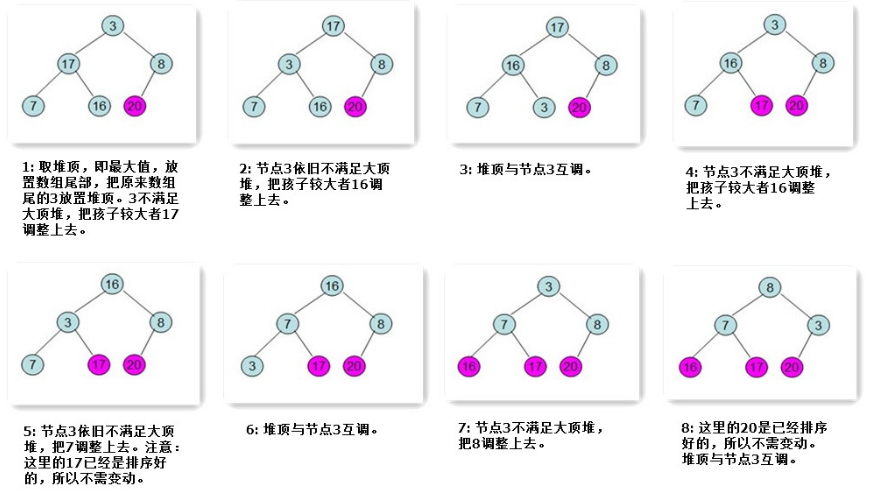 3
17 8
7 16 20
1: 取堆顶，即最大值，放
置数组尾部，把原来数组
尾的3放置堆顶。3不满足
大顶堆，把孩子较大者17
调整上去。
17
3 8
7 16 20
2: 节点3依旧不满足大顶
堆，把孩子较大者16调
整上去。
17
16 8
7 3 20
3: 堆顶与节点3互调。
3
16 8
7 17 20
4: 节点3不满足大顶堆，
把孩子较大者16调整
上去。
16
3 8
7 17 20
5: 节点3依旧不满足大顶
堆，把7调整上去。注意：
这里的17已经是排序好
的，所以不需变动。
16
7 8
3 17 20
6: 堆顶与节点3互调。
3
7 8
16 17 20
7: 节点3不满足大顶堆，
把8调整上去。
8
7 3
16 17 20
8: 这里的20是已经排序
好的，所以不需变动。
堆顶与节点3互调。